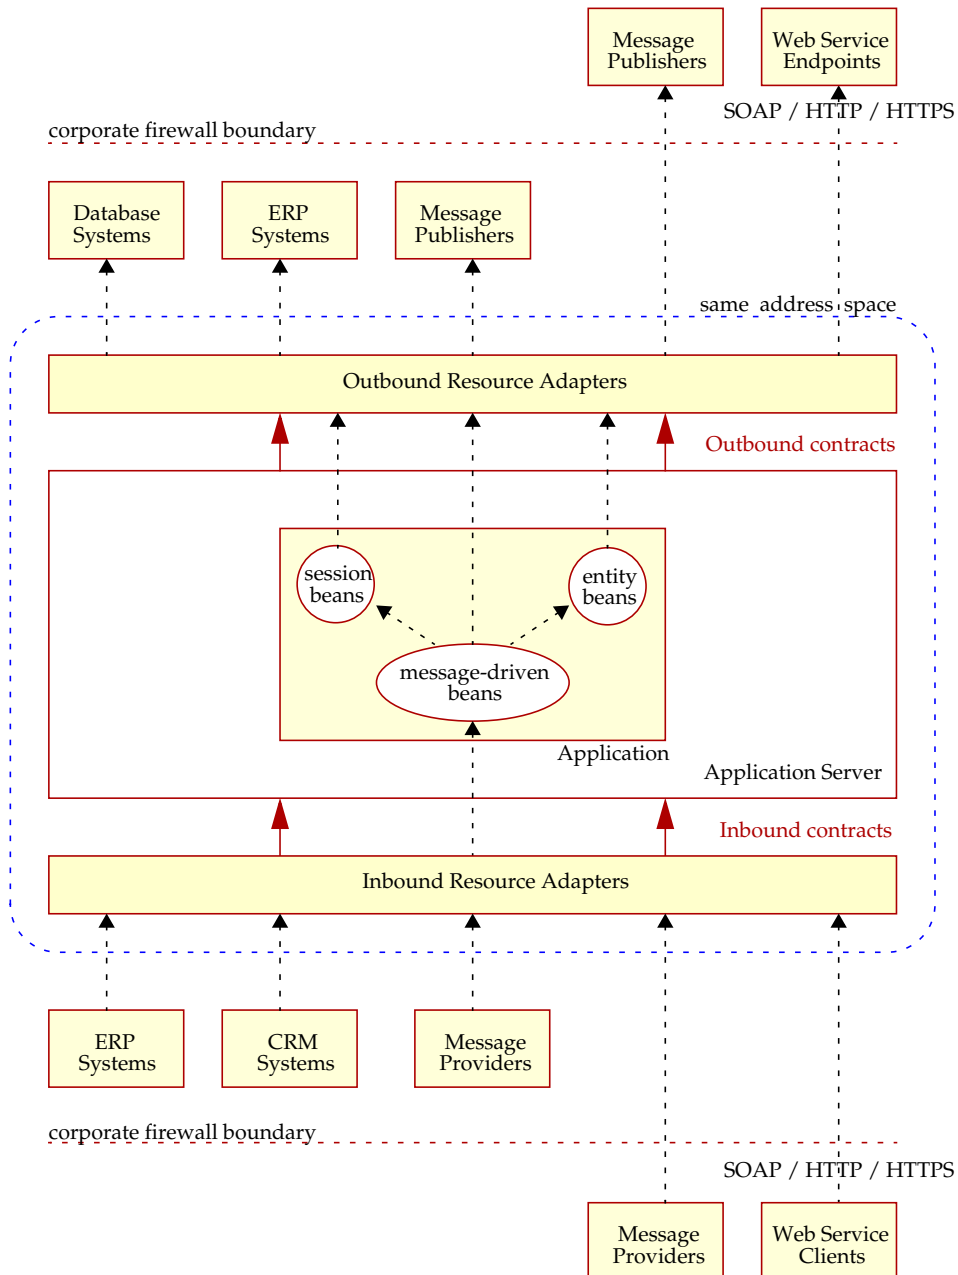 Message
Publishers
Web Service
Endpoints
SOAP / HTTP / HTTPS
corporate firewall boundary
Database
Systems
ERP
Systems
Message
Publishers
same address space
Outbound Resource Adapters
Outbound contracts
session
beans
entity
beans
message-driven
beans
Application
Application Server
Inbound contracts
Inbound Resource Adapters
ERP
Systems
CRM
Systems
Message
Providers
corporate firewall boundary
SOAP / HTTP / HTTPS
Message
Providers
Web Service
Clients